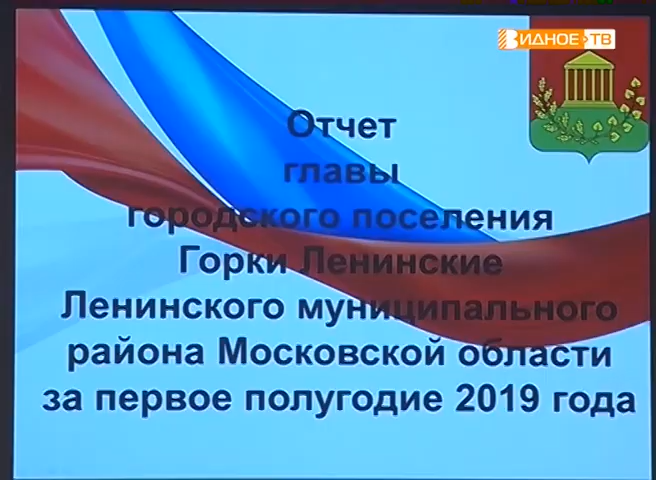 ВИДНОЕ ТВ
Отчет
главы
городского поселения
Горки Ленинские
Ленинского муниципального
района Московской области
за первое полугодие 2019 года